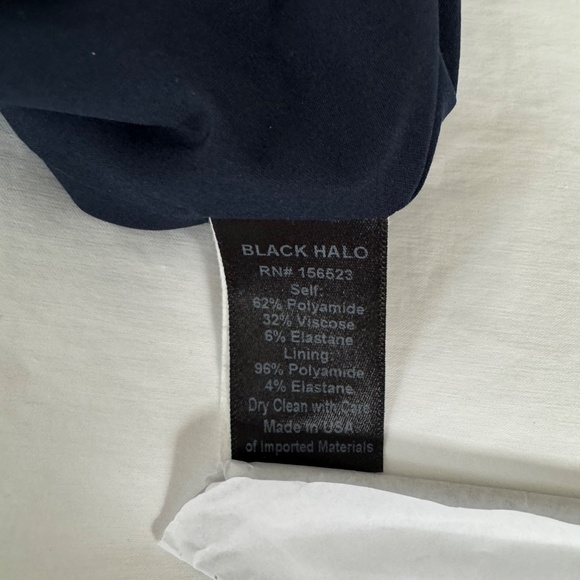 BLACK HALO
RN# 156523
Self:
62% Polyamide
32% Viscose
6% Elastane
Lining:
96% Polyamide
4% Elastane
Dry Clean with Care
Made in USA
of Imported Materials